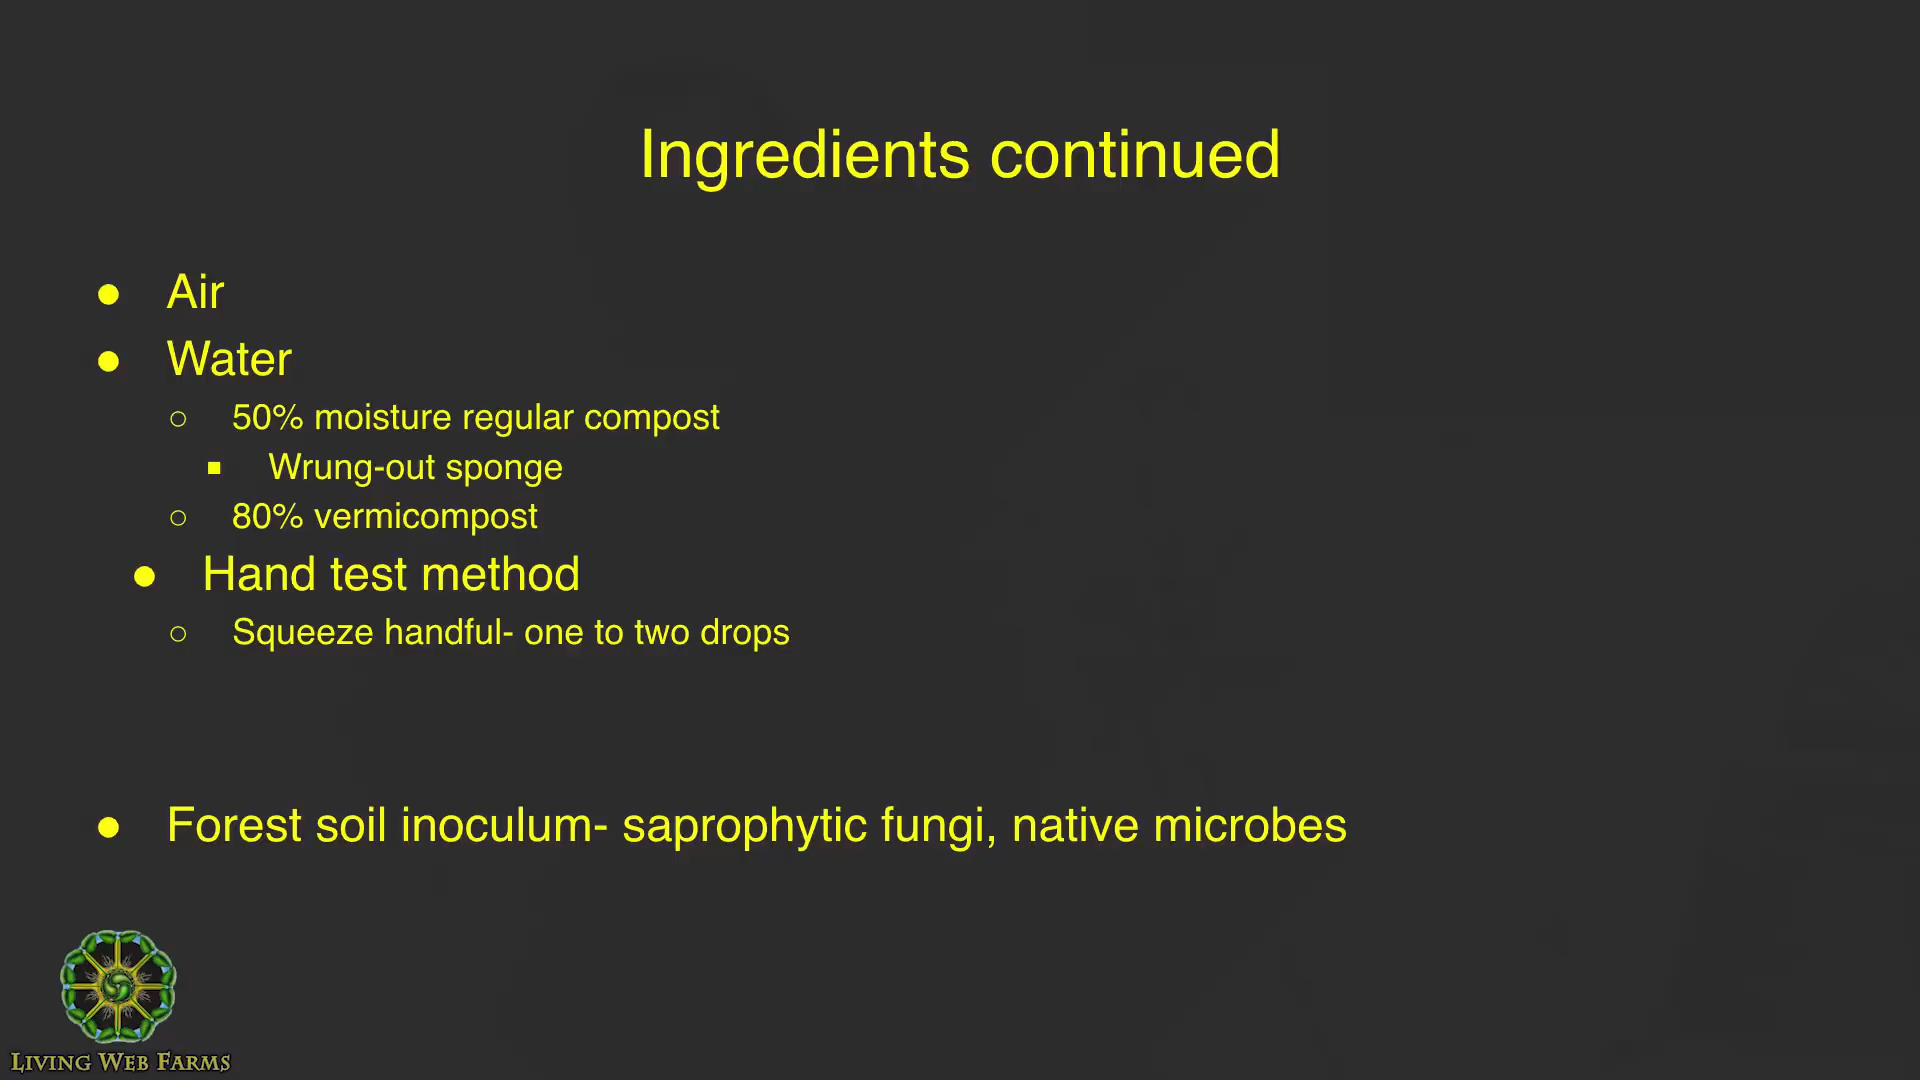 Ingredients continued
● Air
● Water
○ 50% moisture regular compost
■ Wrung-out sponge
○ 80% vermicompost
● Hand test method
○ Squeeze handful- one to two drops
● Forest soil inoculum- saprophytic fungi, native microbes
LIVING WEB FARMS